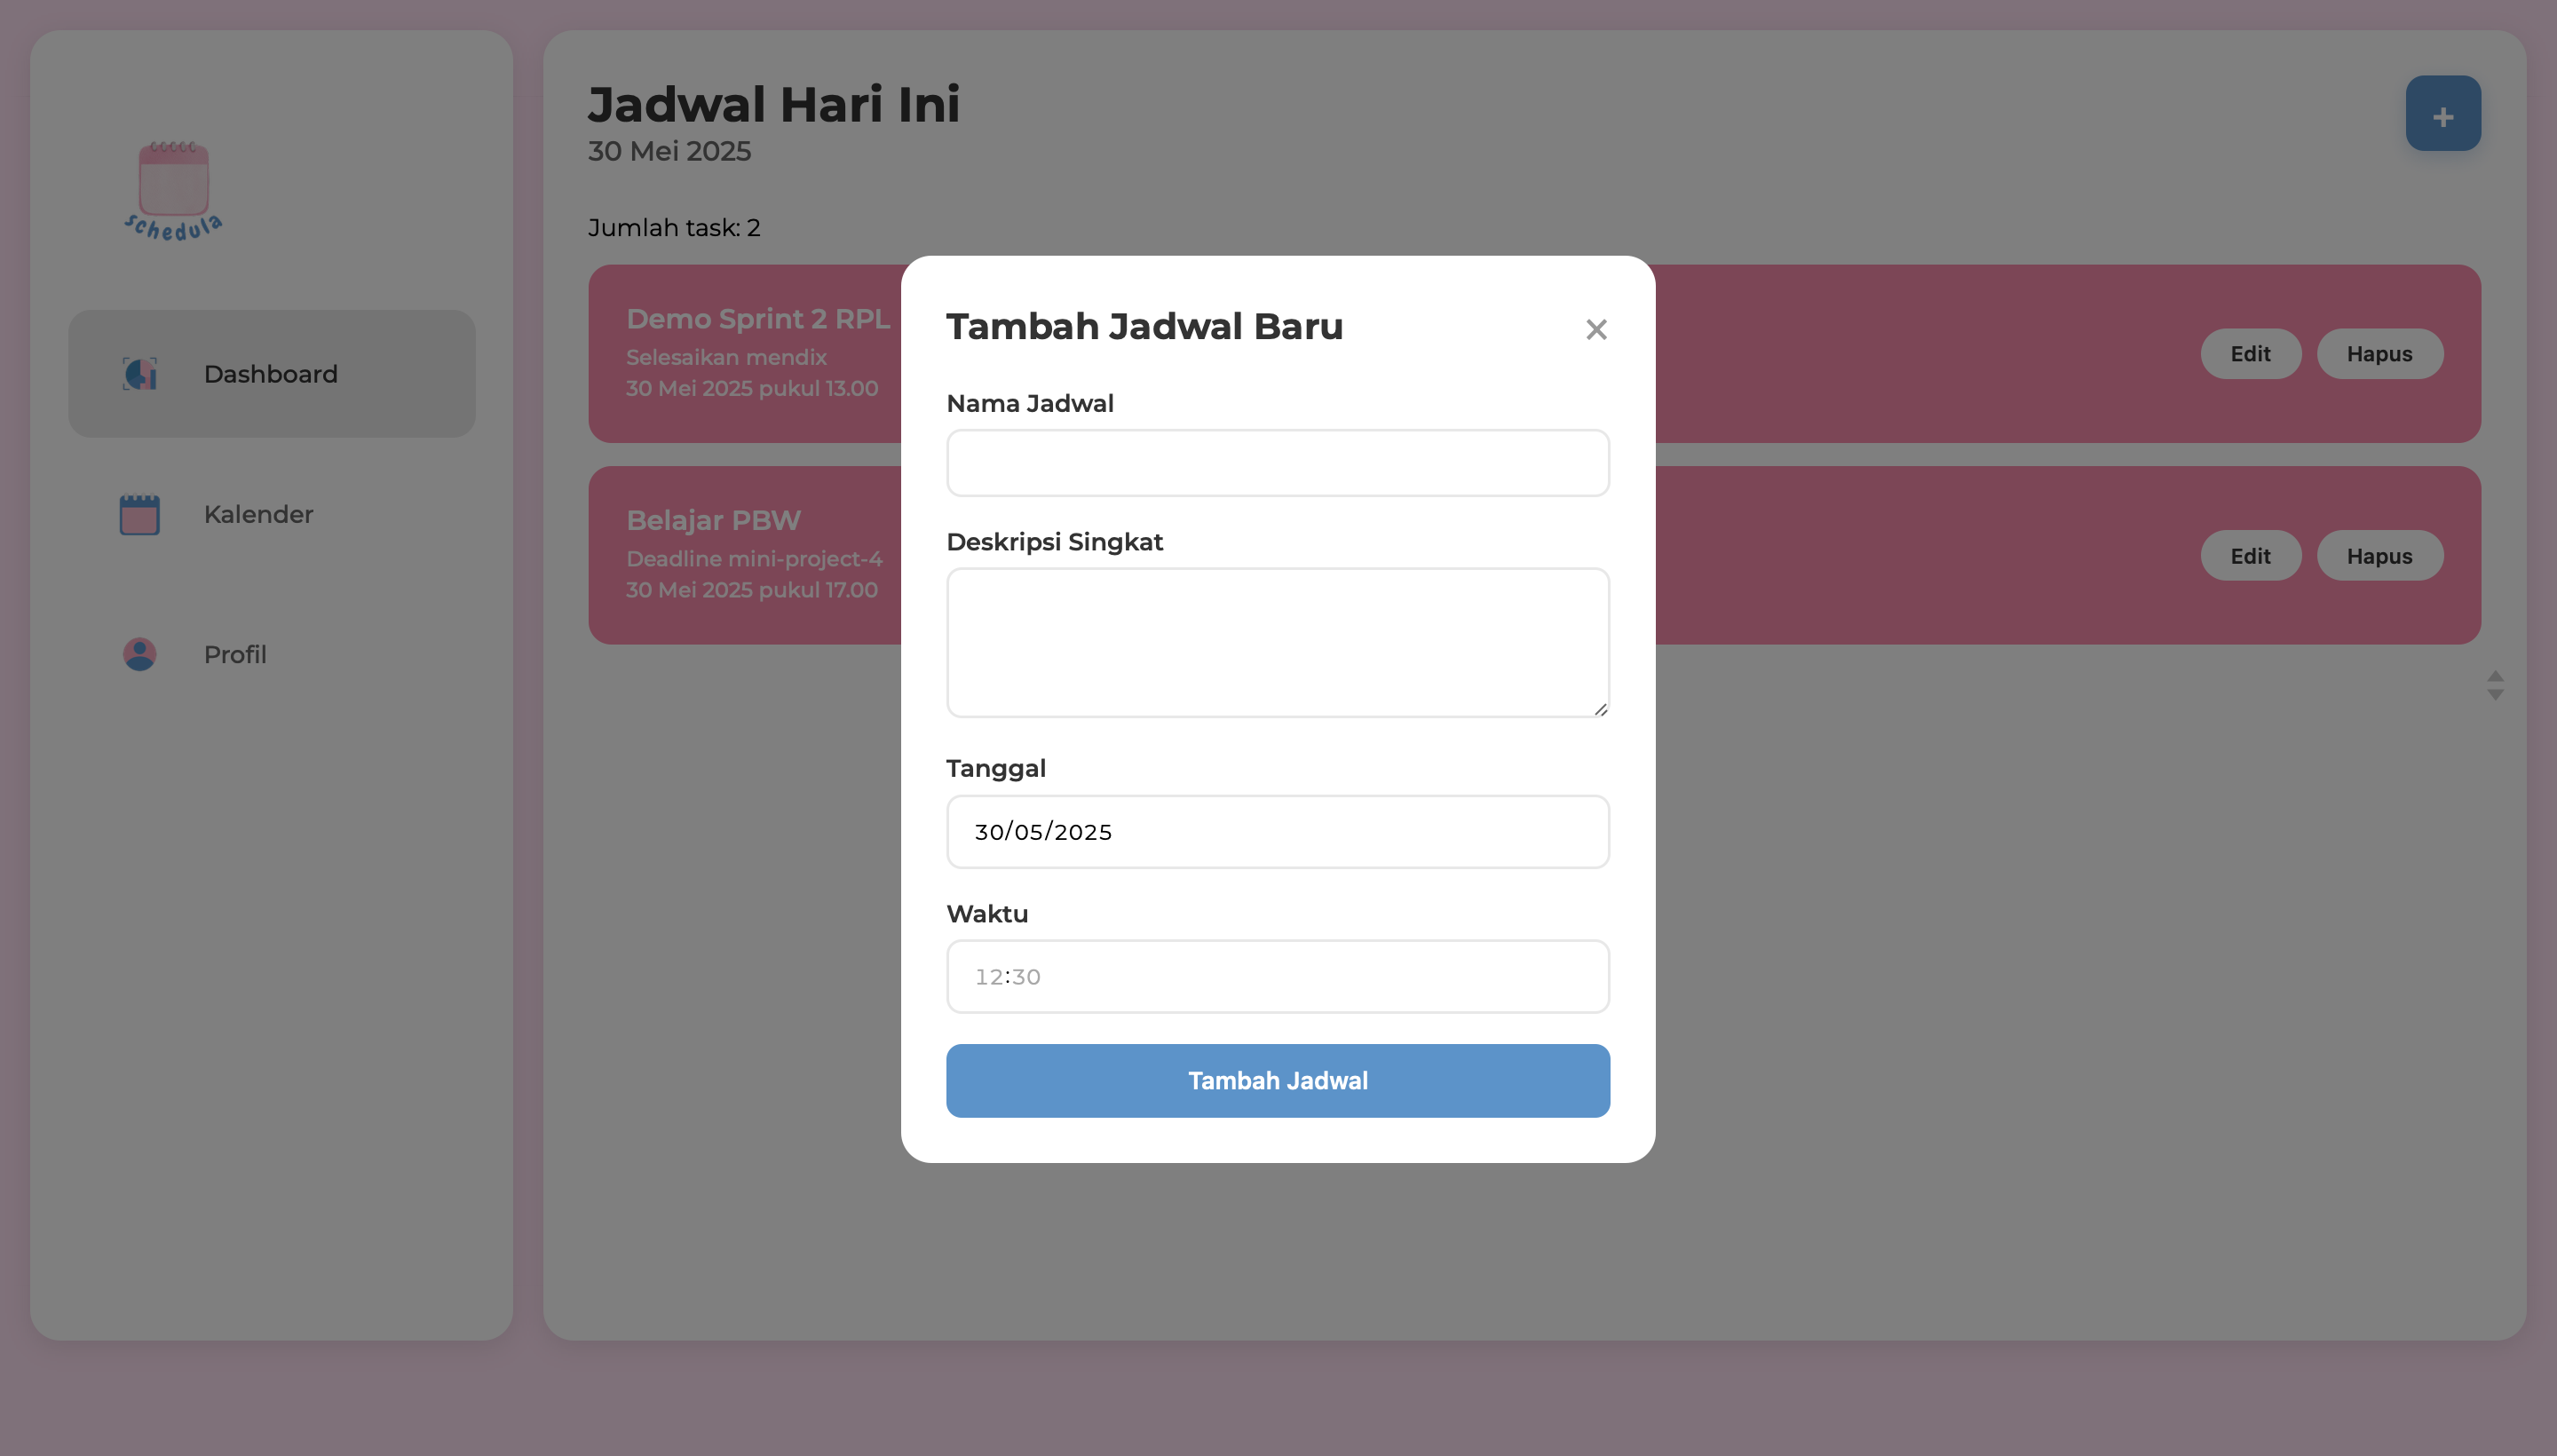 schedula
Dashboard
Kalender
Profil
Jadwal Hari Ini
30 Mei 2025
+
Jumlah task: 2
Demo Sprint 2 RPL
Selesaikan mendix
30 Mei 2025 pukul 13.00
Edit
Hapus
Belajar PBW
Deadline mini-project-4
30 Mei 2025 pukul 17.00
Edit
Hapus
Tambah Jadwal Baru
×
Nama Jadwal
Deskripsi Singkat
Tanggal
30/05/2025
Waktu
12:30
Tambah Jadwal